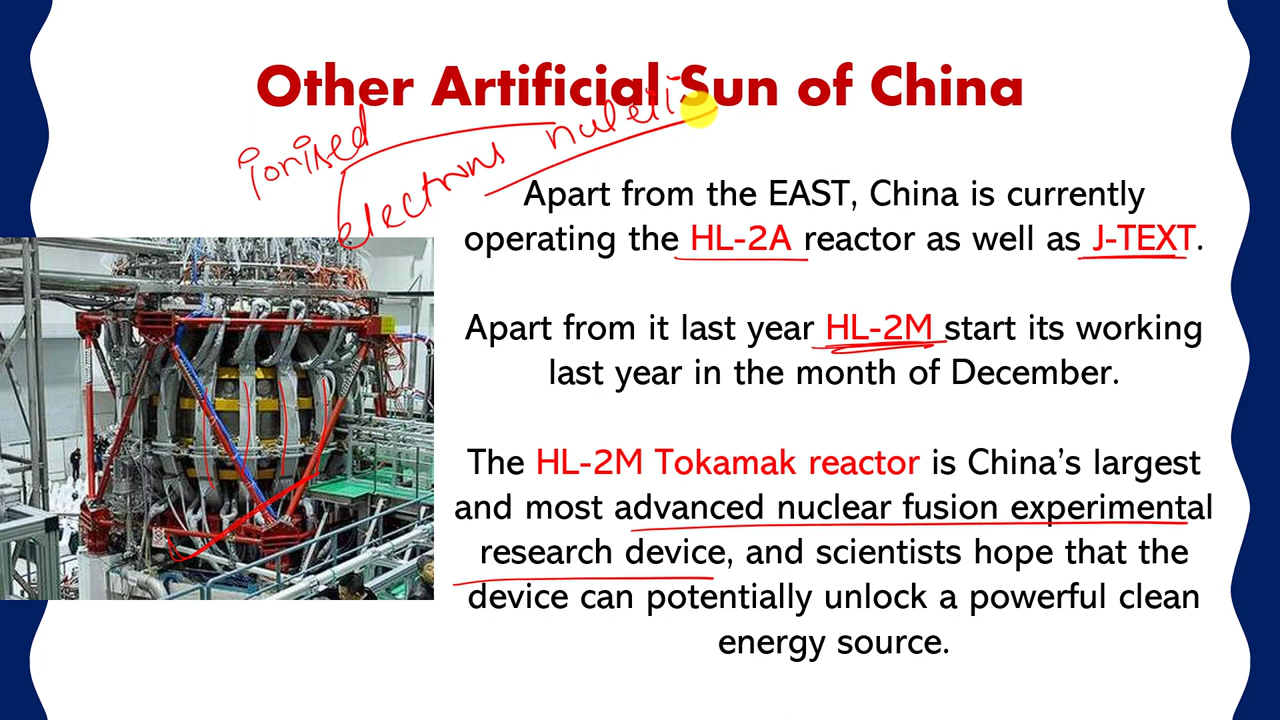 Other Artificial Sun of China
ionised
electrons nuleii
Apart from the EAST, China is currently
operating the HL-2A reactor as well as J-TEXT.
Apart from it last year HL-2M start its working
last year in the month of December.
The HL-2M Tokamak reactor is China's largest
and most advanced nuclear fusion experimental
research device, and scientists hope that the
device can potentially unlock a powerful clean
energy source.